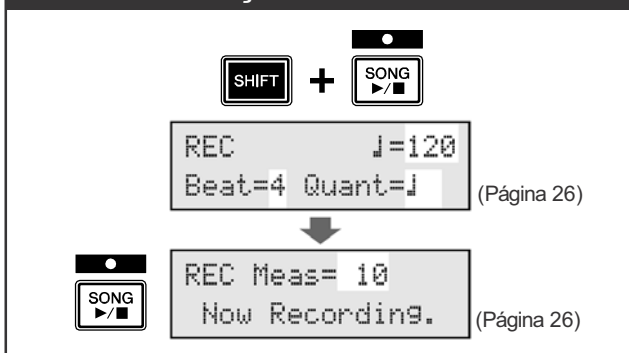 SHIFT + SONG
▶/■
REC ♩=120
Beat=4 Quant=♩
(Página 26)
SONG
▶/■
REC Meas= 10
Now Recording.
(Página 26)